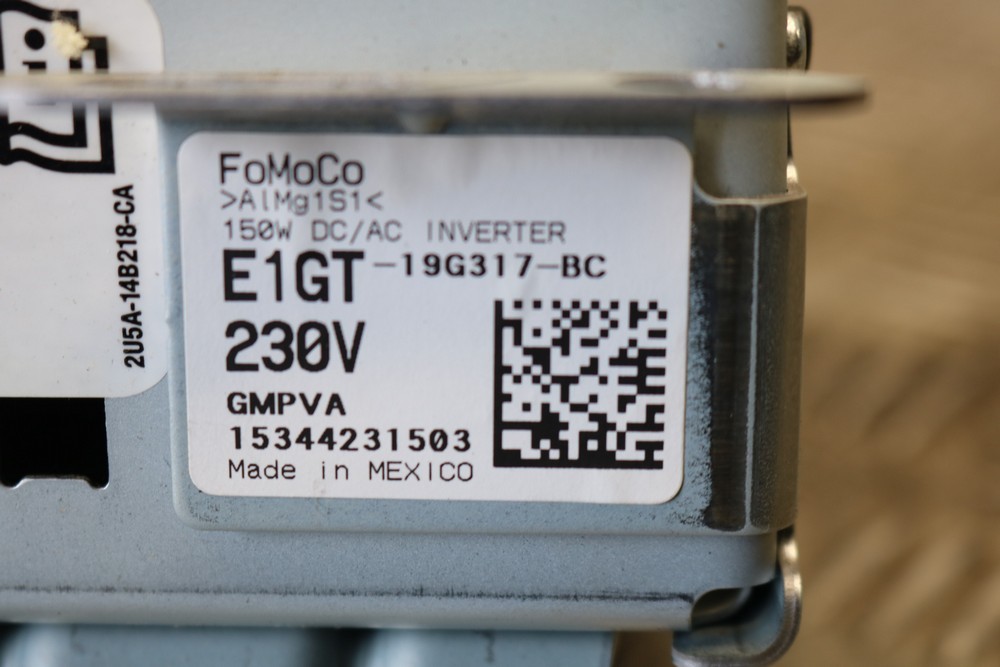 FoMoCo
>AlMg1S1<
150W DC/AC INVERTER
E1GT-19G317-BC
230V
GMPVA
15344231503
Made in MEXICO
2U5A-14B218-CA